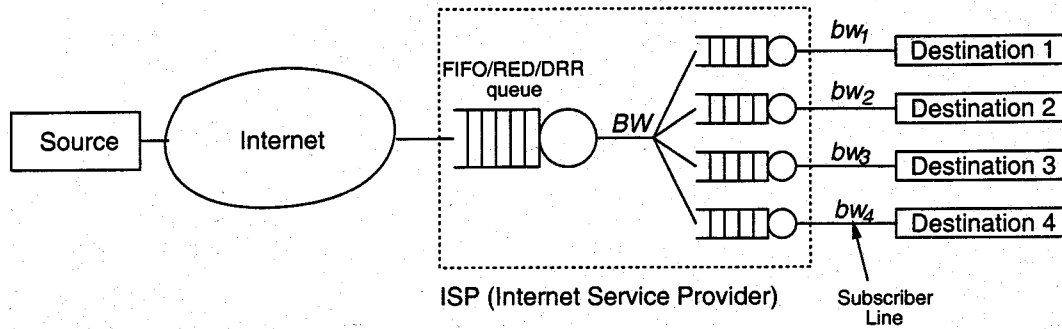 FIFO/RED/DRR
queue
Source
Internet
BW
bw1
bw2
bw3
bw4
Destination 1
Destination 2
Destination 3
Destination 4
ISP (Internet Service Provider)
Subscriber
Line